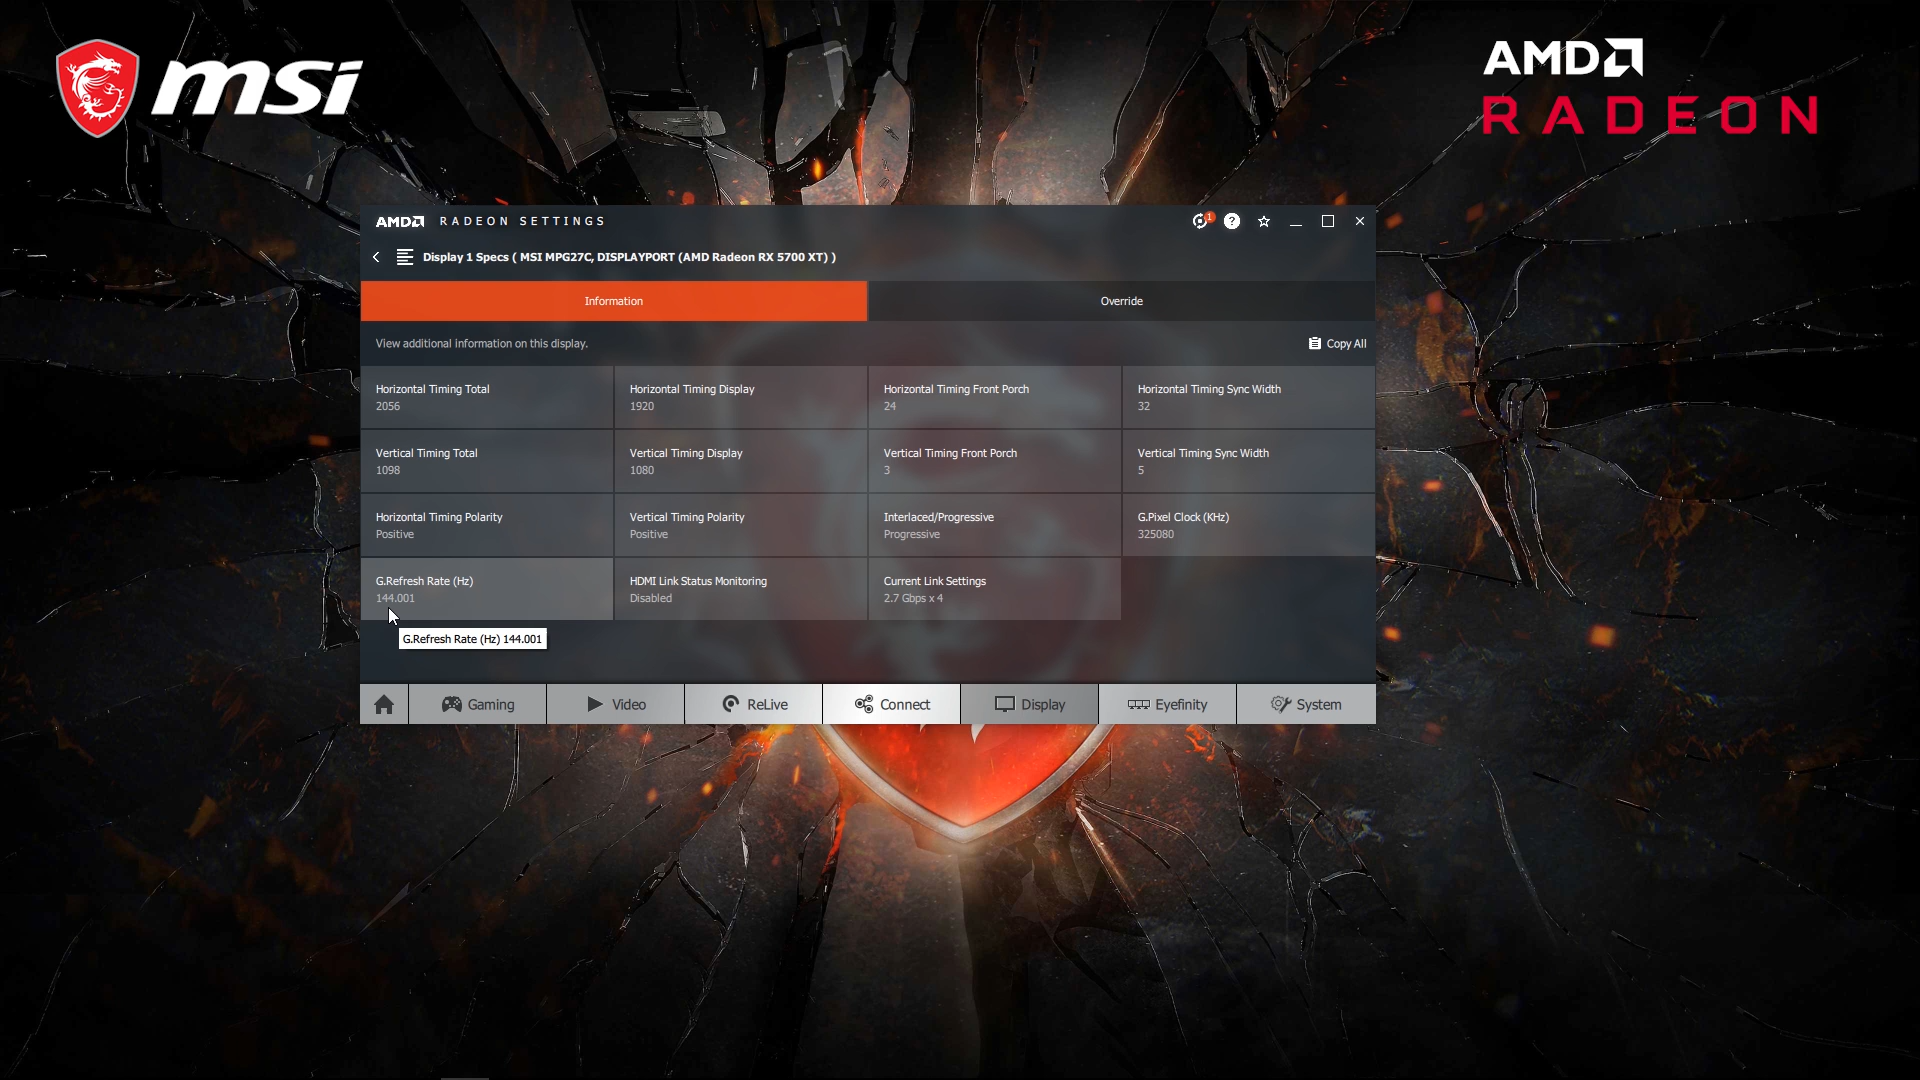 msi
AMD
RADEON
AMD RADEON SETTINGS
1
?
Display 1 Specs ( MSI MPG27C, DISPLAYPORT (AMD Radeon RX 5700 XT) )
Information
Override
View additional information on this display.
Copy All
Horizontal Timing Total
2056
Horizontal Timing Display
1920
Horizontal Timing Front Porch
24
Horizontal Timing Sync Width
32
Vertical Timing Total
1098
Vertical Timing Display
1080
Vertical Timing Front Porch
3
Vertical Timing Sync Width
5
Horizontal Timing Polarity
Positive
Vertical Timing Polarity
Positive
Interlaced/Progressive
Progressive
G.Pixel Clock (KHz)
325080
G.Refresh Rate (Hz)
144.001
HDMI Link Status Monitoring
Disabled
Current Link Settings
2.7 Gbps x 4
G.Refresh Rate (Hz) 144.001
Gaming
Video
ReLive
Connect
Display
Eyefinity
System